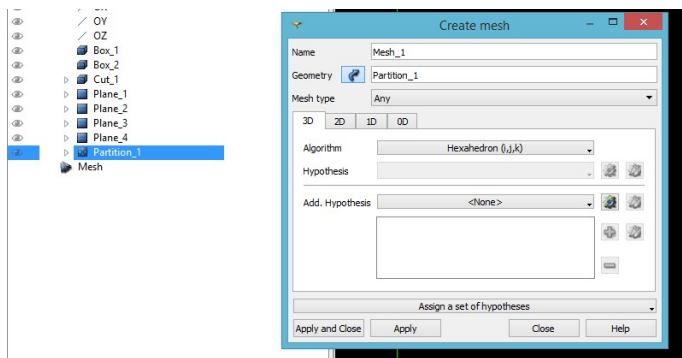 OY
OZ
Box_1
Box_2
Cut_1
Plane_1
Plane_2
Plane_3
Plane_4
Partition_1
Mesh
Create mesh
Name Mesh_1
Geometry Partition_1
Mesh type Any
3D 2D 1D 0D
Algorithm Hexahedron (i,j,k)
Hypothesis
Add. Hypothesis <None>
Assign a set of hypotheses
Apply and Close Apply Close Help